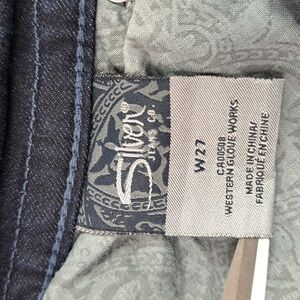 Silver®
JEANS CO.
W27
CA00508
WESTERN GLOVE WORKS
MADE IN CHINA/
FABRIQUÉ EN CHINE